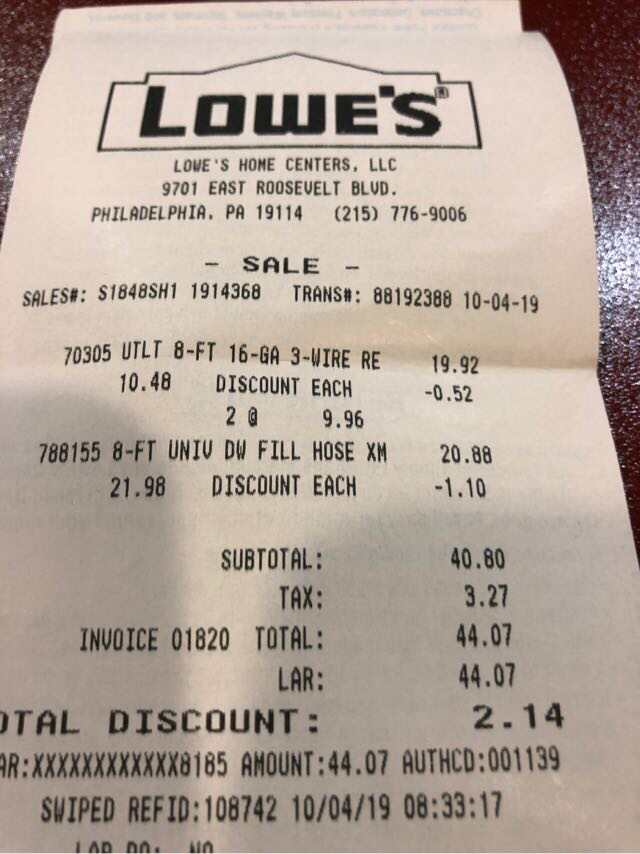 LOWE'S®
LOWE'S HOME CENTERS, LLC
9701 EAST ROOSEVELT BLVD.
PHILADELPHIA, PA 19114 (215) 776-9006
- SALE -
SALES#: S1848SH1 1914368 TRANS#: 88192388 10-04-19
70305 UTLT 8-FT 16-GA 3-WIRE RE 19.92
10.48 DISCOUNT EACH -0.52
2 @ 9.96
788155 8-FT UNIV DW FILL HOSE XM 20.88
21.98 DISCOUNT EACH -1.10
SUBTOTAL: 40.80
TAX: 3.27
INVOICE 01820 TOTAL: 44.07
LAR: 44.07
OTAL DISCOUNT: 2.14
AR:XXXXXXXXXXXX8185 AMOUNT:44.07 AUTHCD:001139
SWIPED REFID:108742 10/04/19 08:33:17